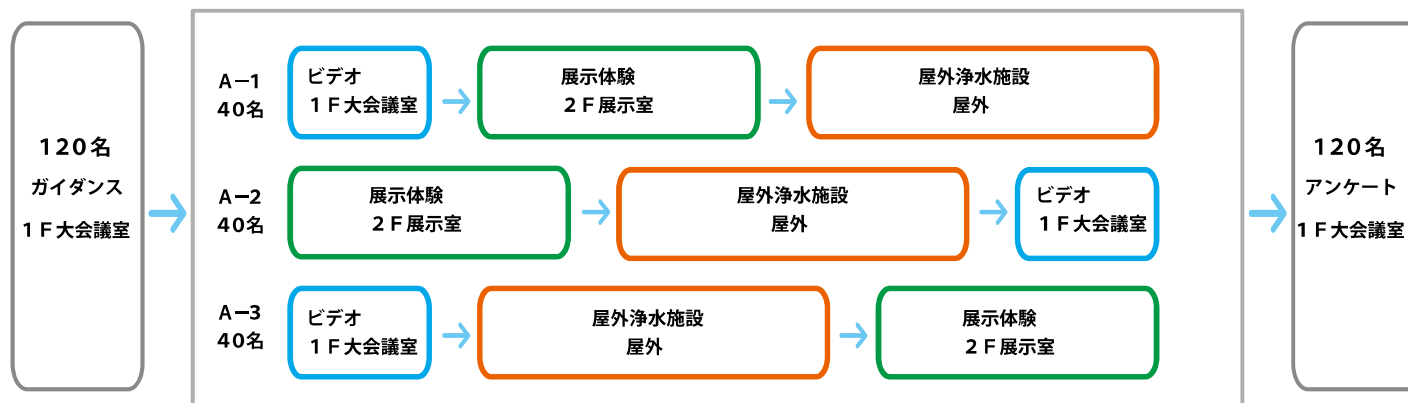 120名
ガイダンス
1F大会議室
A-1
40名
ビデオ
1F大会議室
展示体験
2F展示室
屋外浄水施設
屋外
A-2
40名
展示体験
2F展示室
屋外浄水施設
屋外
ビデオ
1F大会議室
A-3
40名
ビデオ
1F大会議室
屋外浄水施設
屋外
展示体験
2F展示室
120名
アンケート
1F大会議室